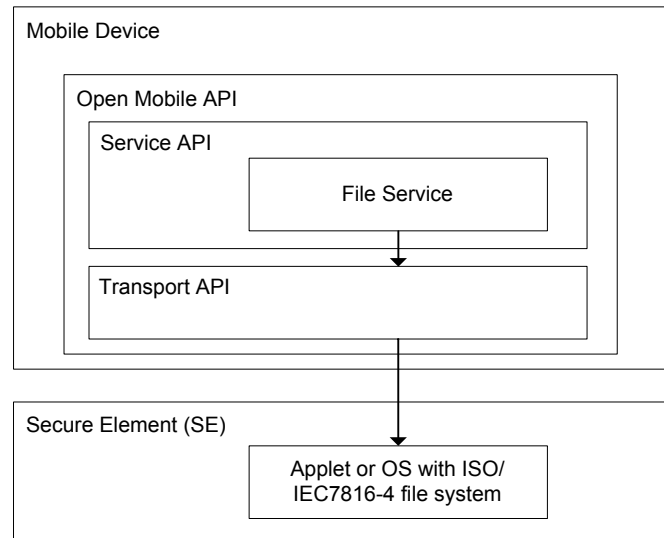 Mobile Device
Open Mobile API
Service API
File Service
Transport API
Secure Element (SE)
Applet or OS with ISO/
IEC7816-4 file system